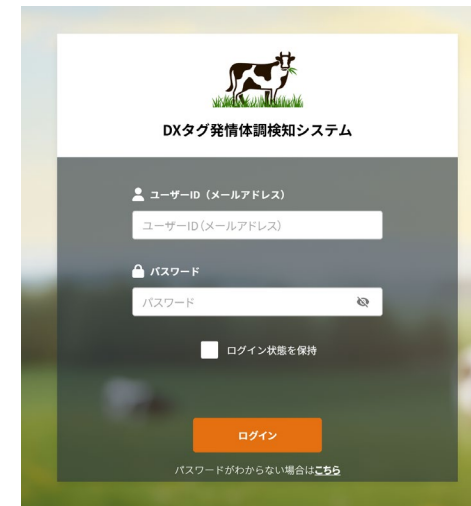 DXタグ発情体調検知システム
ユーザーID（メールアドレス）
ユーザーID（メールアドレス）
パスワード
パスワード
ログイン状態を保持
ログイン
パスワードがわからない場合はこちら